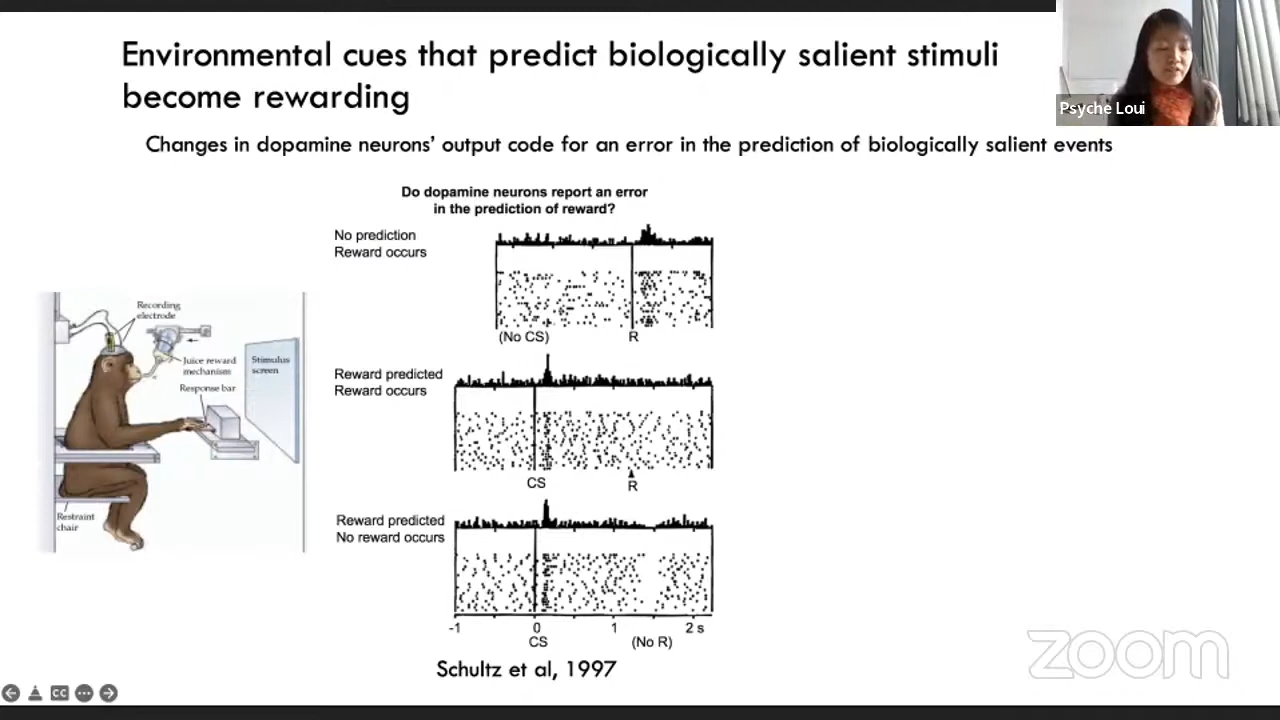 Environmental cues that predict biologically salient stimuli
become rewarding
Psyche Loui
Changes in dopamine neurons' output code for an error in the prediction of biologically salient events
Do dopamine neurons report an error
in the prediction of reward?
No prediction
Reward occurs
(No CS)
R
Recording
electrode
Juice reward
mechanism
Response bar
Stimulus
screen
Restraint
chair
Reward predicted
Reward occurs
CS
R
Reward predicted
No reward occurs
-1
0
1
2 s
CS
(No R)
Schultz et al, 1997
zoom
CC